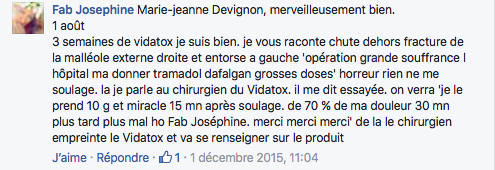 Fab Josephine Marie-jeanne Devignon, merveilleusement bien.
1 août
3 semaines de vidatox je suis bien. je vous raconte chute dehors fracture de
la malléole externe droite et entorse a gauche 'opération grande souffrance l
hôpital ma donner tramadol dafalgan grosses doses' horreur rien ne me
soulage. la je parle au chirurgien du Vidatox. il me dit essayée. on verra 'je le
prend 10 g et miracle 15 mn après soulage. de 70 % de ma douleur 30 mn
plus tard plus mal ho Fab Joséphine. merci merci merci' de la le chirurgien
empreinte le Vidatox et va se renseigner sur le produit
J'aime · Répondre · 1 · 1 décembre 2015, 11:04